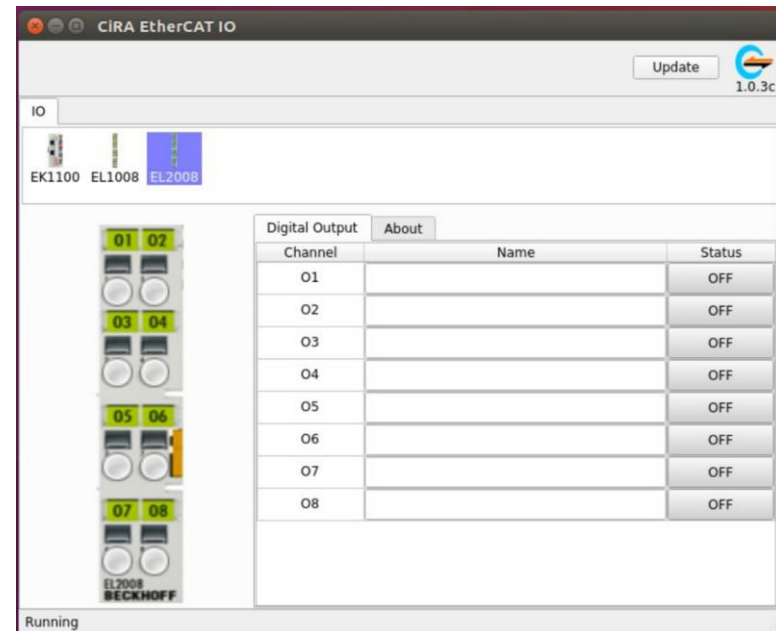 CiRA EtherCAT IO
Update
1.0.3c
IO
EK1100 EL1008 EL2008
Digital Output About
Channel Name Status
O1 OFF
O2 OFF
O3 OFF
O4 OFF
O5 OFF
O6 OFF
O7 OFF
O8 OFF
01 02
03 04
05 06
07 08
EL2008
BECKHOFF
Running